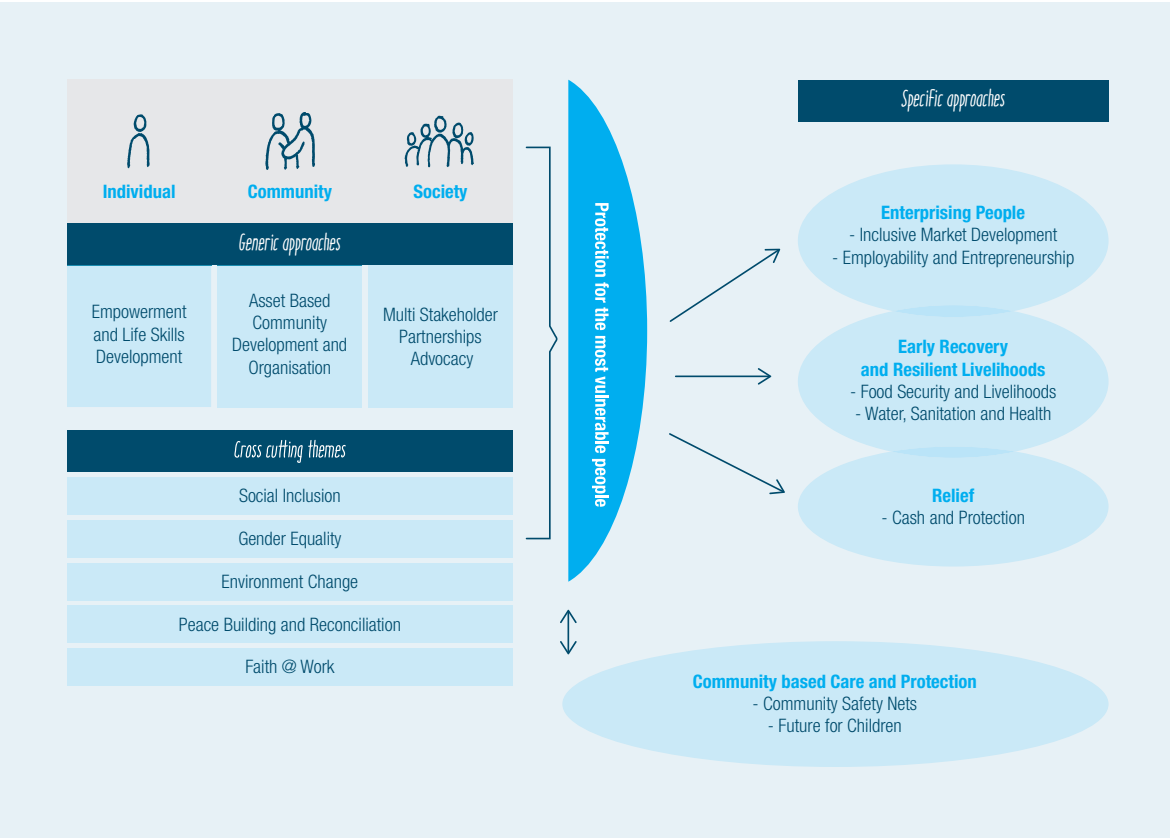 Individual
Community
Society
Generic approaches
Empowerment
and Life Skills
Development
Asset Based
Community
Development and
Organisation
Multi Stakeholder
Partnerships
Advocacy
Cross cutting themes
Social Inclusion
Gender Equality
Environment Change
Peace Building and Reconciliation
Faith @ Work
Protection for the most vulnerable people
Specific approaches
Enterprising People
- Inclusive Market Development
- Employability and Entrepreneurship
Early Recovery
and Resilient Livelihoods
- Food Security and Livelihoods
- Water, Sanitation and Health
Relief
- Cash and Protection
Community based Care and Protection
- Community Safety Nets
- Future for Children